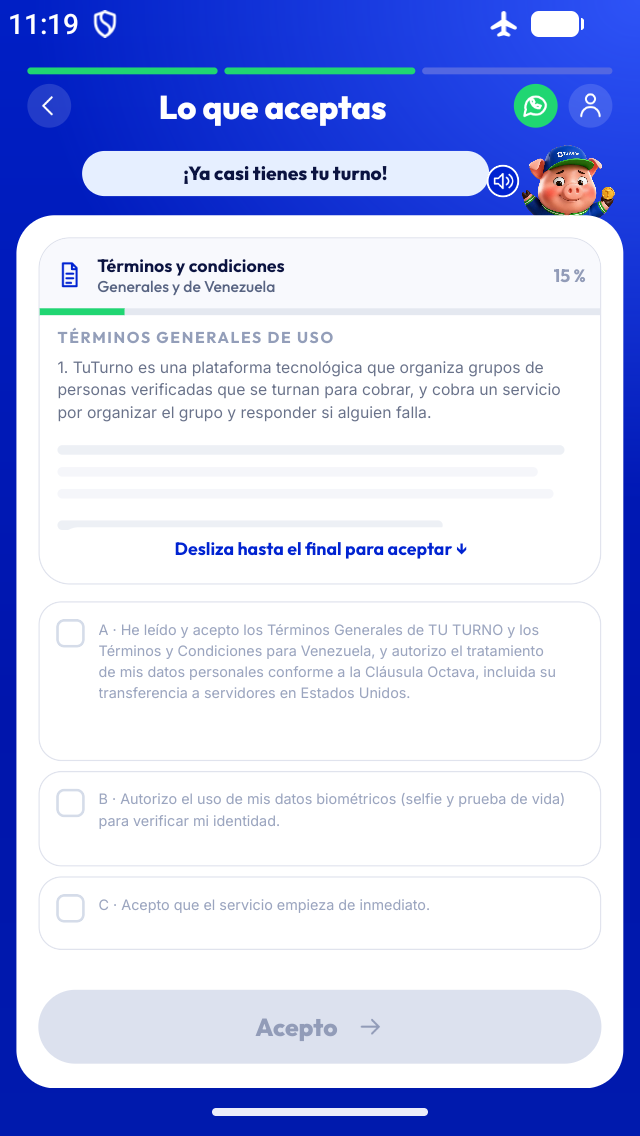 11:19
Lo que aceptas
¡Ya casi tienes tu turno!
Términos y condiciones
Generales y de Venezuela
15 %
TÉRMINOS GENERALES DE USO
1. TuTurno es una plataforma tecnológica que organiza grupos de
personas verificadas que se turnan para cobrar, y cobra un servicio
por organizar el grupo y responder si alguien falla.
Desliza hasta el final para aceptar ↓
A · He leído y acepto los Términos Generales de TU TURNO y los
Términos y Condiciones para Venezuela, y autorizo el tratamiento
de mis datos personales conforme a la Cláusula Octava, incluida su
transferencia a servidores en Estados Unidos.
B · Autorizo el uso de mis datos biométricos (selfie y prueba de vida)
para verificar mi identidad.
C · Acepto que el servicio empieza de inmediato.
Acepto →